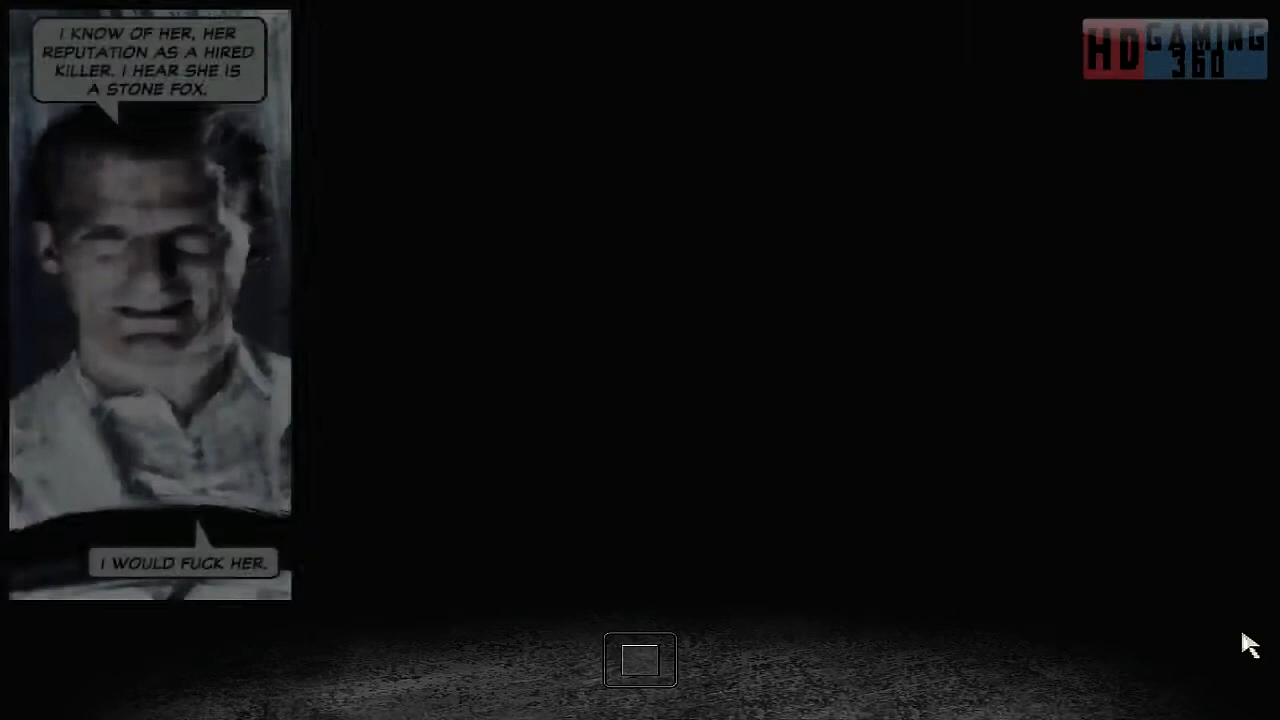 I KNOW OF HER, HER
REPUTATION AS A HIRED
KILLER. I HEAR SHE IS
A STONE FOX.
I WOULD FUCK HER.
HD GAMING
360